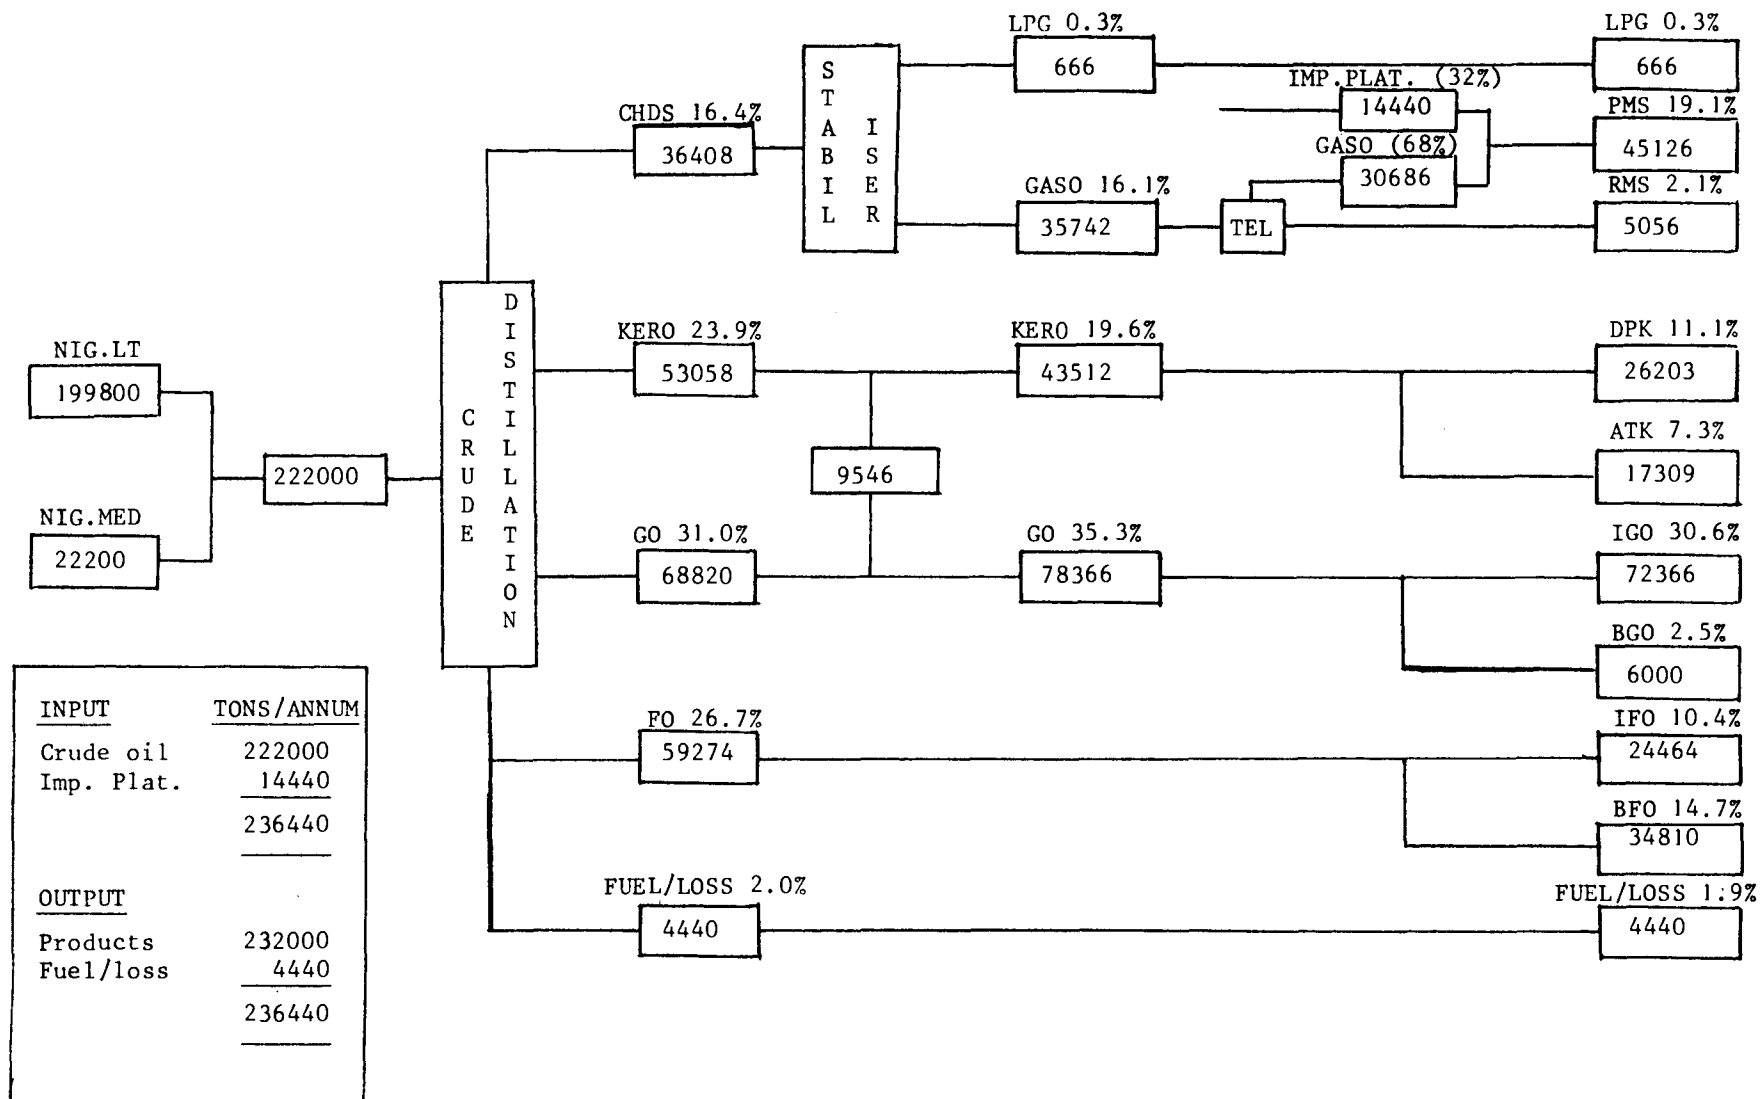 LPG 0.3%
666
LPG 0.3%
666
IMP.PLAT. (32%)
14440
CHDS 16.4%
36408
STABIL
ISER
GASO (68%)
30686
PMS 19.1%
45126
GASO 16.1%
35742
TEL
RMS 2.1%
5056
NIG.LT
199800
NIG.MED
22200
222000
CRUDE
DISTILLATION
KERO 23.9%
53058
KERO 19.6%
43512
DPK 11.1%
26203
ATK 7.3%
17309
9546
GO 31.0%
68820
GO 35.3%
78366
IGO 30.6%
72366
BGO 2.5%
6000
FO 26.7%
59274
IFO 10.4%
24464
BFO 14.7%
34810
FUEL/LOSS 2.0%
4440
FUEL/LOSS 1.9%
4440
INPUT TONS/ANNUM
Crude oil 222000
Imp. Plat. 14440
236440
OUTPUT
Products 232000
Fuel/loss 4440
236440